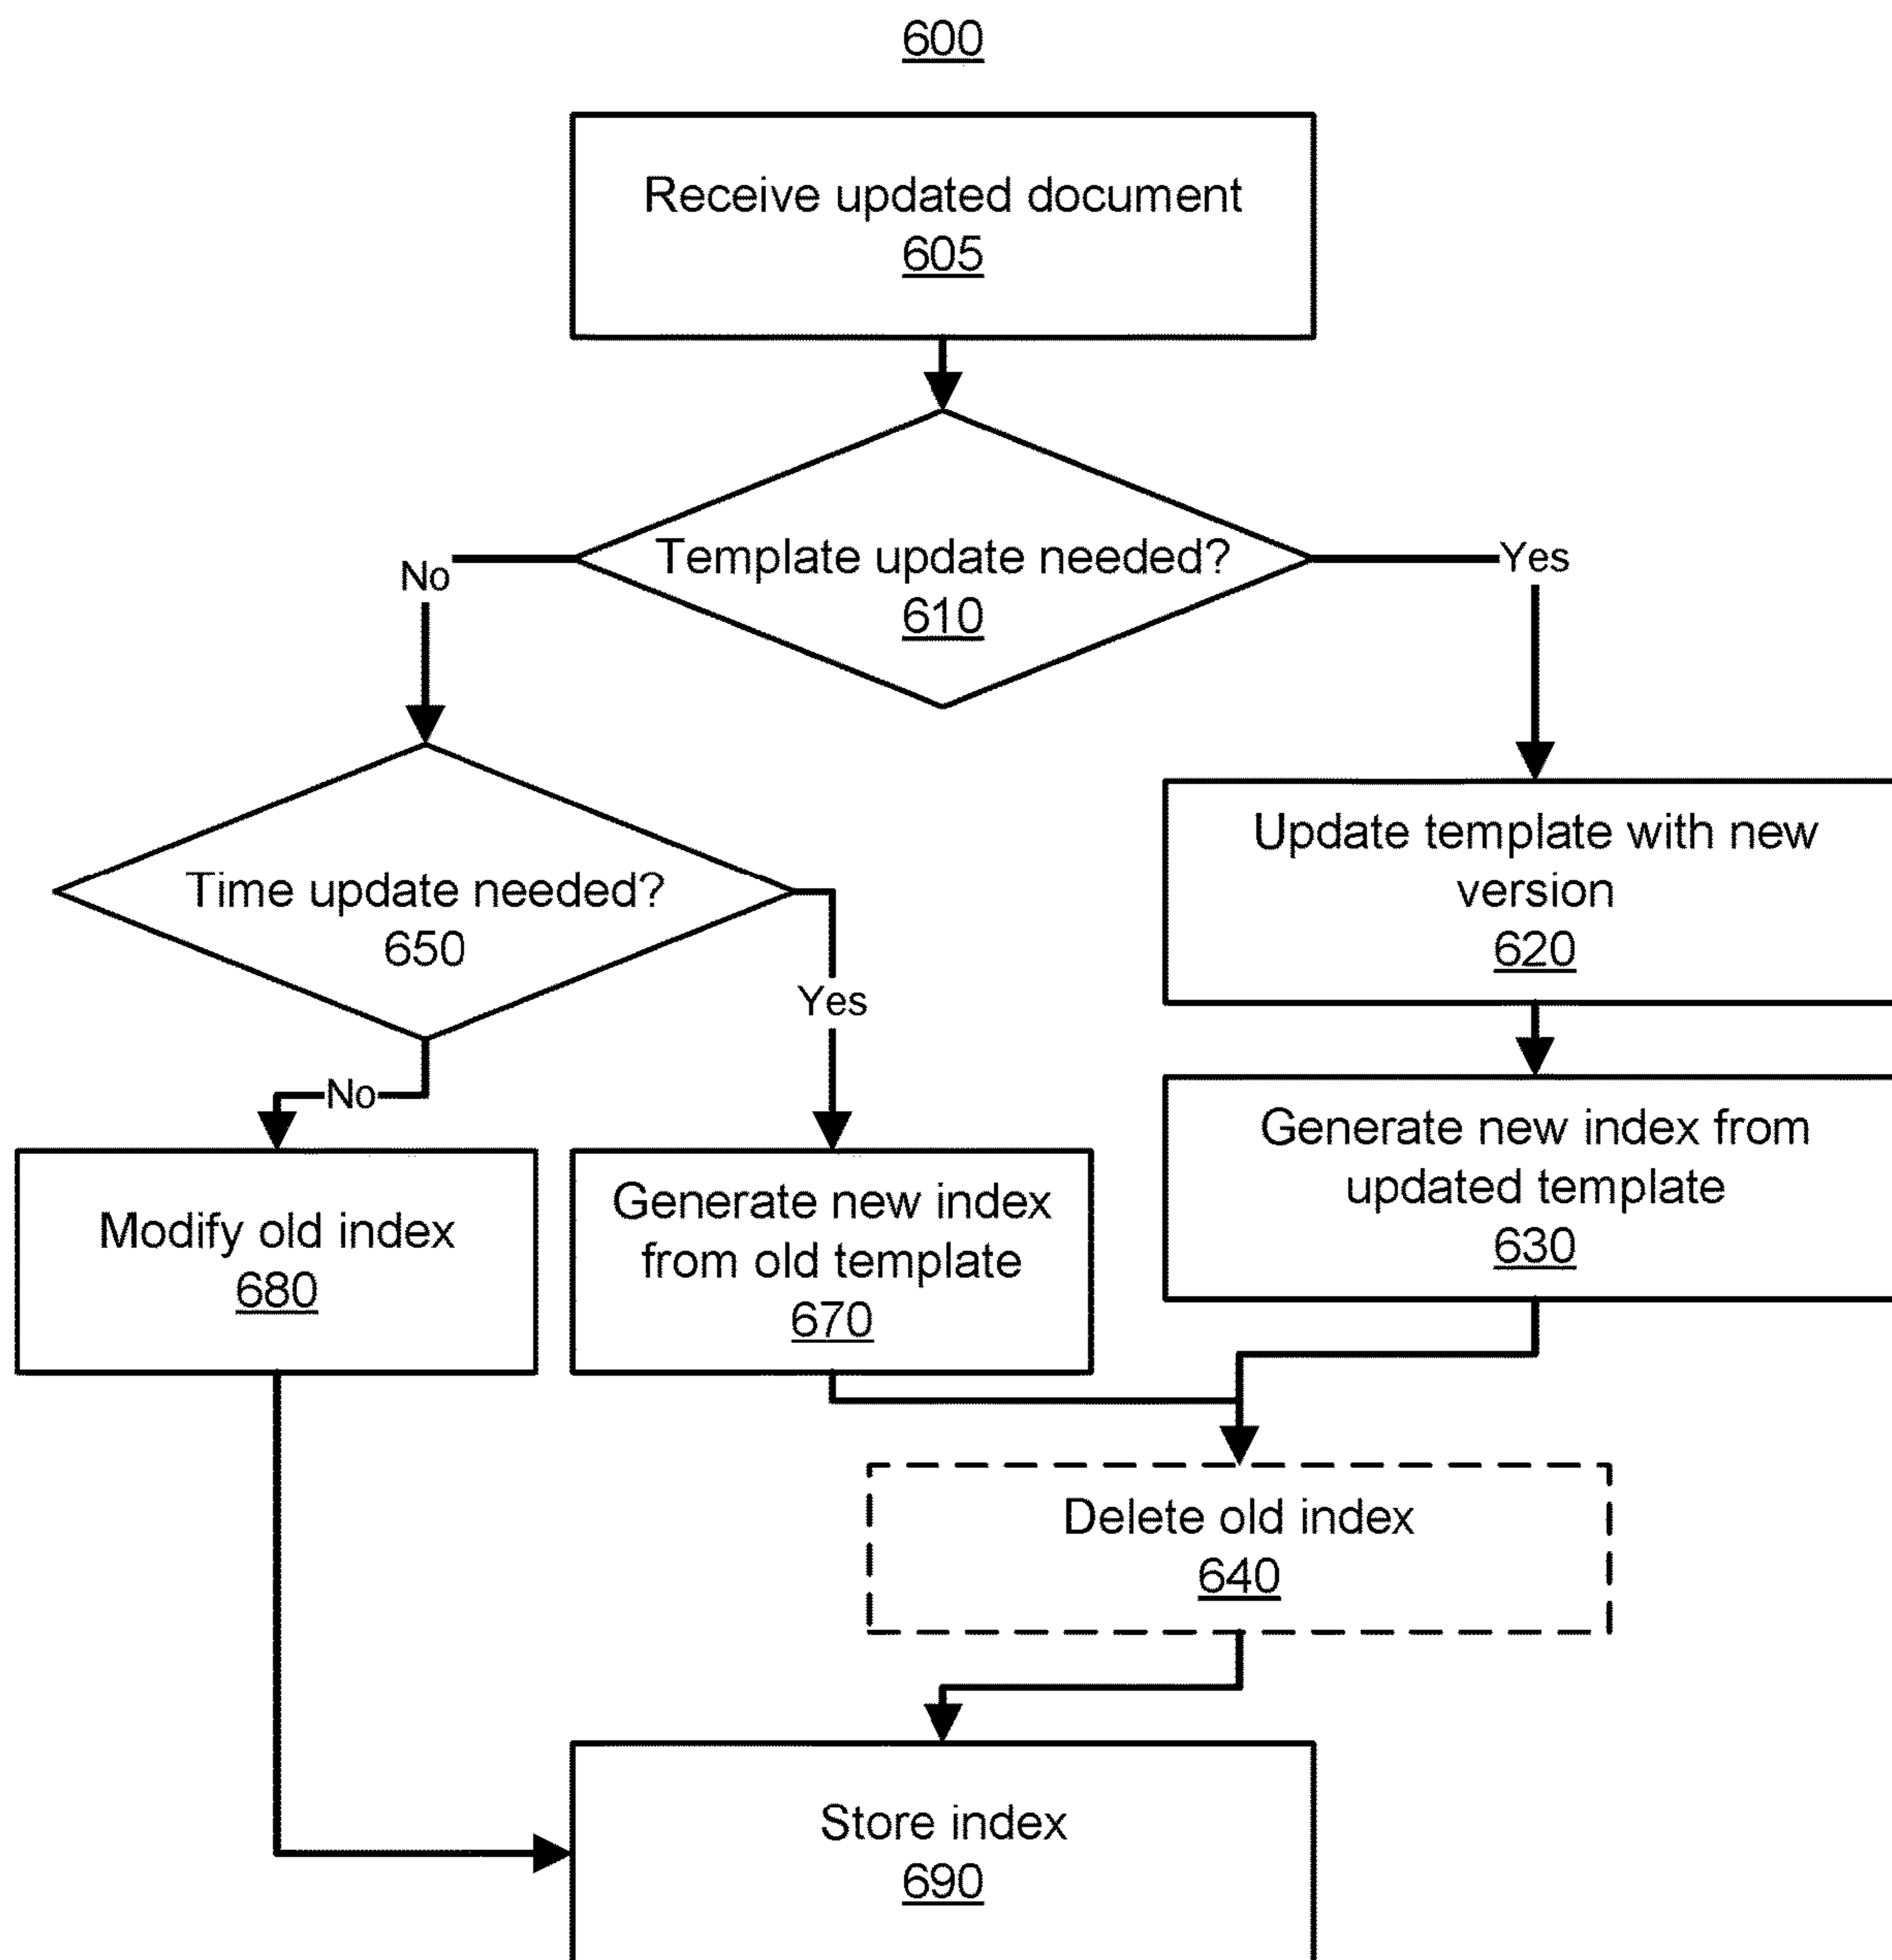 600
Receive updated document
605
Template update needed?
610
No
Yes
Time update needed?
650
Update template with new
version
620
Yes
No
Generate new index from
updated template
630
Modify old index
680
Generate new index
from old template
670
Delete old index
640
Store index
690